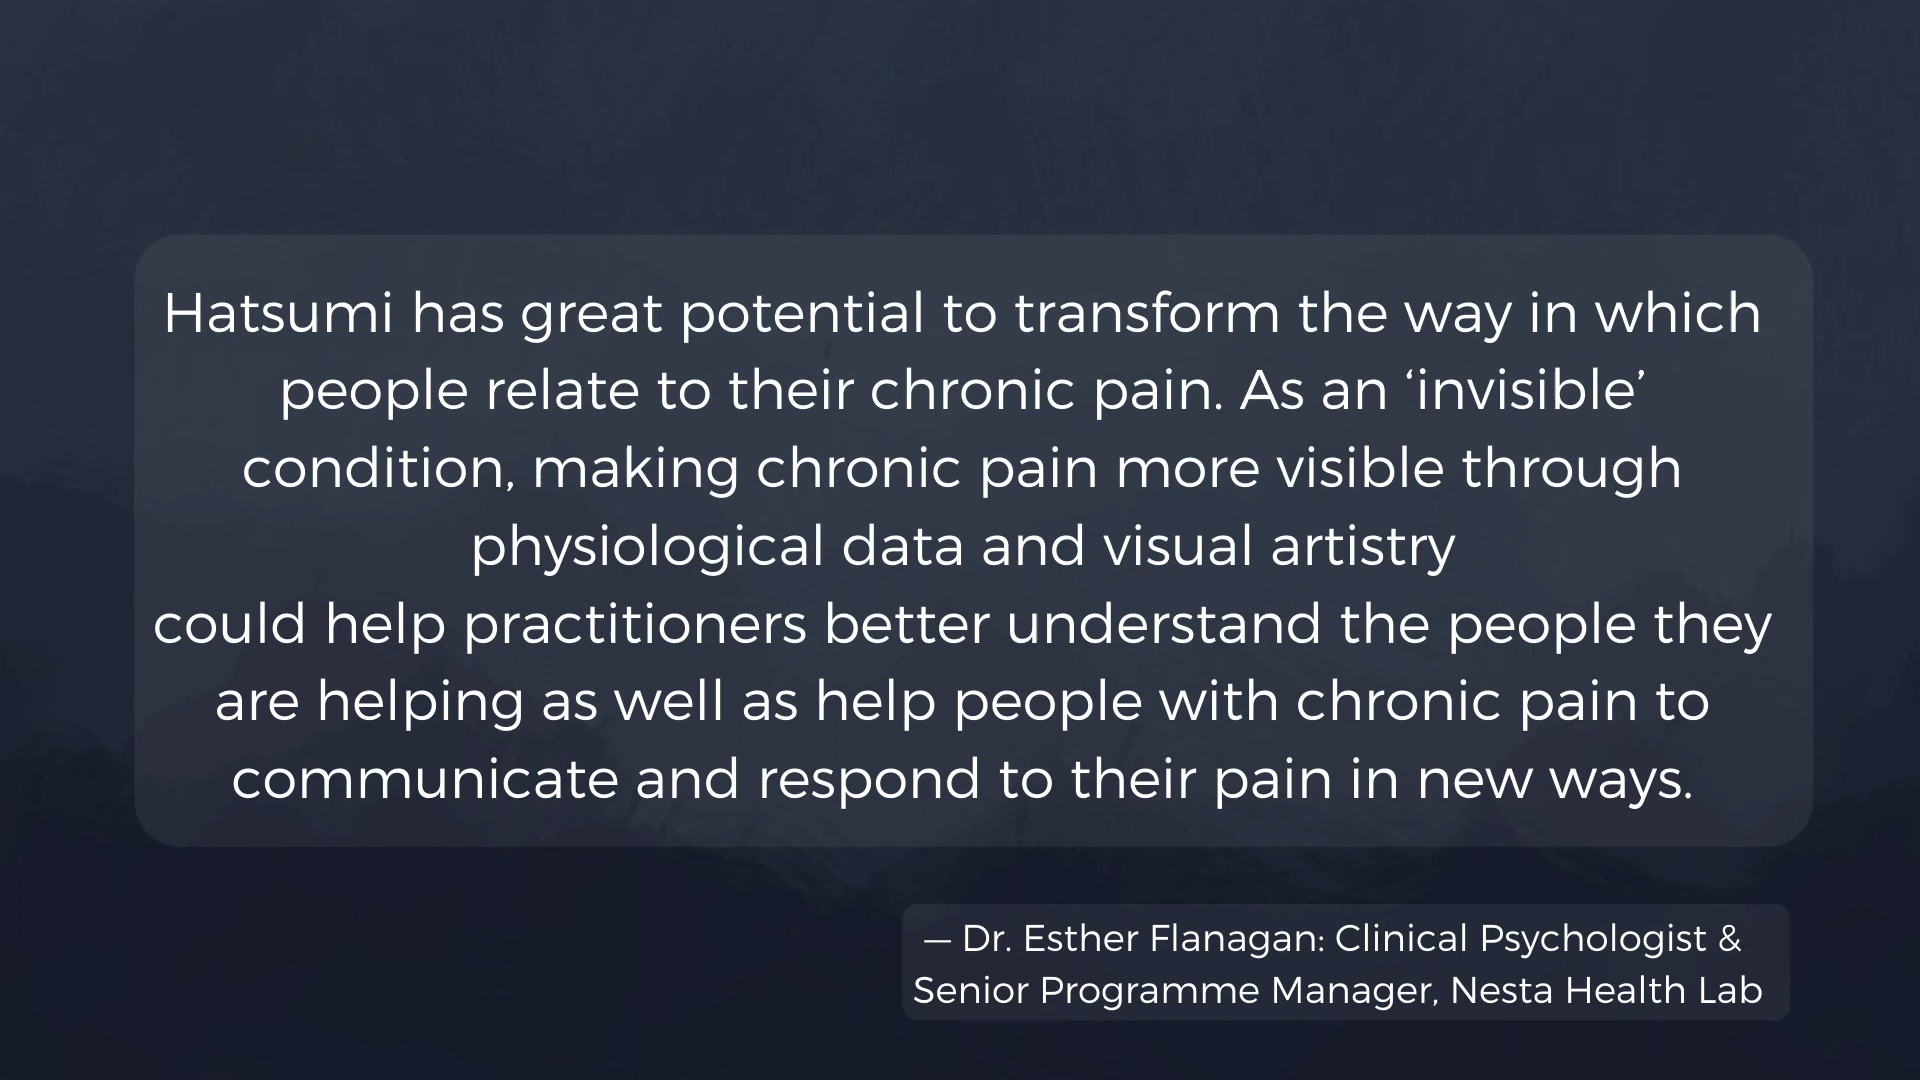 Hatsumi has great potential to transform the way in which
people relate to their chronic pain. As an ‘invisible’
condition, making chronic pain more visible through
physiological data and visual artistry
could help practitioners better understand the people they
are helping as well as help people with chronic pain to
communicate and respond to their pain in new ways.
— Dr. Esther Flanagan: Clinical Psychologist &
Senior Programme Manager, Nesta Health Lab